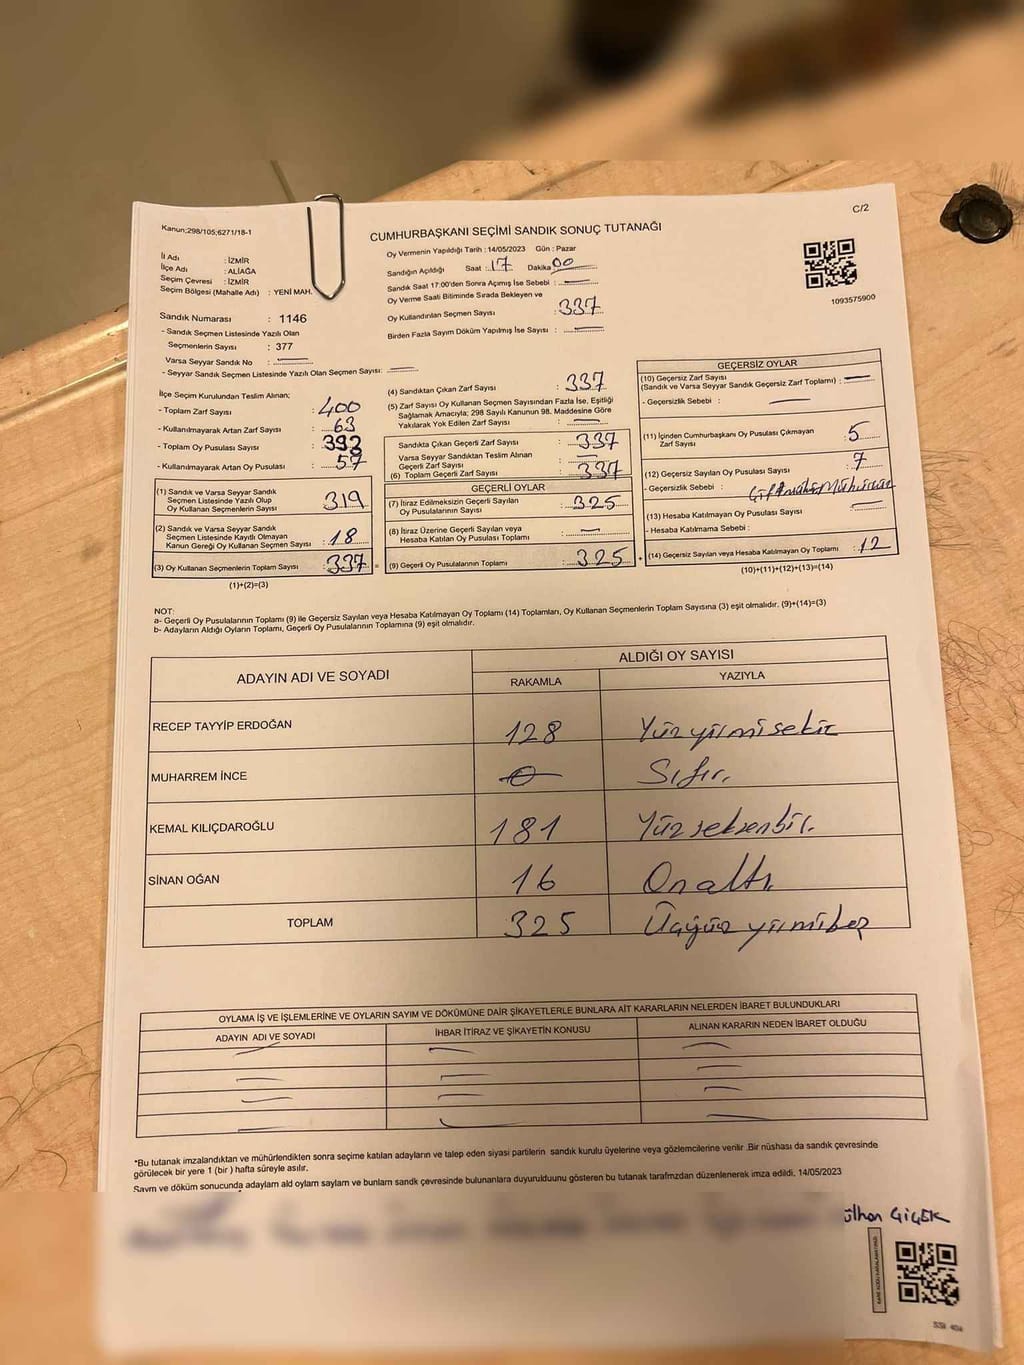 C/2
Kanun;298/105;6271/18-1
CUMHURBAŞKANI SEÇİMİ SANDIK SONUÇ TUTANAĞI
İl Adı : İZMİR
İlçe Adı : ALİAĞA
Seçim Çevresi : İZMİR
Seçim Bölgesi (Mahalle Adı) : YENİ MAH.
Oy Vermenin Yapıldığı Tarih : 14/05/2023 Gün : Pazar
Sandığın Açıldığı Saat : 17 Dakika 00
Sandık Saat 17:00'den Sonra Açılmış İse Sebebi :
Oy Verme Saati Bitiminde Sırada Bekleyen ve
Oy Kullandırılan Seçmen Sayısı : 337
Birden Fazla Sayım Döküm Yapılmış İse Sayısı :
1093575900
Sandık Numarası : 1146
- Sandık Seçmen Listesinde Yazılı Olan
Seçmenlerin Sayısı : 377
Varsa Seyyar Sandık No :
- Seyyar Sandık Seçmen Listesinde Yazılı Olan Seçmen Sayısı:
İlçe Seçim Kurulundan Teslim Alınan;
- Toplam Zarf Sayısı : 400
- Kullanılmayarak Artan Zarf Sayısı : 63
- Toplam Oy Pusulası Sayısı : 393
- Kullanılmayarak Artan Oy Pusulası : 57
(1) Sandık ve Varsa Seyyar Sandık
Seçmen Listesinde Yazılı Olup
Oy Kullanan Seçmenlerin Sayısı 319
(2) Sandık ve Varsa Seyyar Sandık
Seçmen Listesinde Kayıtlı Olmayan
Kanun Gereği Oy Kullanan Seçmen Sayısı : 18
(3) Oy Kullanan Seçmenlerin Toplam Sayısı : 337
(1)+(2)=(3)
(4) Sandıktan Çıkan Zarf Sayısı : 337
(5) Zarf Sayısı Oy Kullanan Seçmen Sayısından Fazla İse, Eşitliği
Sağlamak Amacıyla; 298 Sayılı Kanunun 98. Maddesine Göre
Yakılarak Yok Edilen Zarf Sayısı :
Sandıkta Çıkan Geçerli Zarf Sayısı : 337
Varsa Seyyar Sandıktan Teslim Alınan
Geçerli Zarf Sayısı :
(6) Toplam Geçerli Zarf Sayısı : 337
GEÇERLİ OYLAR
(7) İtiraz Edilmeksizin Geçerli Sayılan
Oy Pusulasının Sayısı : 325
(8) İtiraz Üzerine Geçerli Sayılan veya
Hesaba Katılan Oy Pusulası Toplamı :
(9) Geçerli Oy Pusulalarının Toplamı : 325
GEÇERSİZ OYLAR
(10) Geçersiz Zarf Sayısı
(Sandık ve Varsa Seyyar Sandık Geçersiz Zarf Toplamı) :
- Geçersizlik Sebebi :
(11) İçinden Cumhurbaşkanı Oy Pusulası Çıkmayan
Zarf Sayısı : 5
(12) Geçersiz Sayılan Oy Pusulası Sayısı : 7
- Geçersizlik Sebebi :
(13) Hesaba Katılmayan Oy Pusulası Sayısı :
- Hesaba Katılmama Sebebi :
(14) Geçersiz Sayılan veya Hesaba Katılmayan Oy Toplamı : 12
(10)+(11)+(12)+(13)=(14)
NOT:
a- Geçerli Oy Pusulalarının Toplamı (9) ile Geçersiz Sayılan veya Hesaba Katılmayan Oy Toplamı (14) Toplamları, Oy Kullanan Seçmenlerin Toplam Sayısına (3) eşit olmalıdır. (9)+(14)=(3)
b- Adayların Aldığı Oyların Toplamı, Geçerli Oy Pusulalarının Toplamına (9) eşit olmalıdır.
ADAYIN ADI VE SOYADI ALDIĞI OY SAYISI
RAKAMLA YAZIYLA
RECEP TAYYİP ERDOĞAN 128 Yüzyirmisekiz
MUHARREM İNCE 0 Sıfır.
KEMAL KILIÇDAROĞLU 181 Yüzseksenbir.
SİNAN OĞAN 16 Onaltı
TOPLAM 325 Üçyüzyirmibeş
OYLAMA İŞ VE İŞLEMLERİNE VE OYLARIN SAYIM VE DÖKÜMÜNE DAİR ŞİKAYETLERLE BUNLARA AİT KARARLARIN NELERDEN İBARET BULUNDUKLARI
ADAYIN ADI VE SOYADI İHBAR İTİRAZ VE ŞİKAYETİN KONUSU ALINAN KARARIN NEDEN İBARET OLDUĞU
*Bu tutanak imzalandıktan ve mühürlendikten sonra seçime katılan adayların ve talep eden siyasi partilerin sandık kurulu üyelerine veya gözlemcilerine verilir .Bir nüshası da sandık çevresinde
görülecek bir yere 1 (bir ) hafta süreyle asılır.
Sayım ve döküm sonucunda adayların aldı oyların sayların ve bunların sandk çevresinde bulunanlara duyurulduunu gösteren bu tutanak tarafmzdan düzenlenerek imza edildi. 14/05/2023
ülhan ÇİÇEK